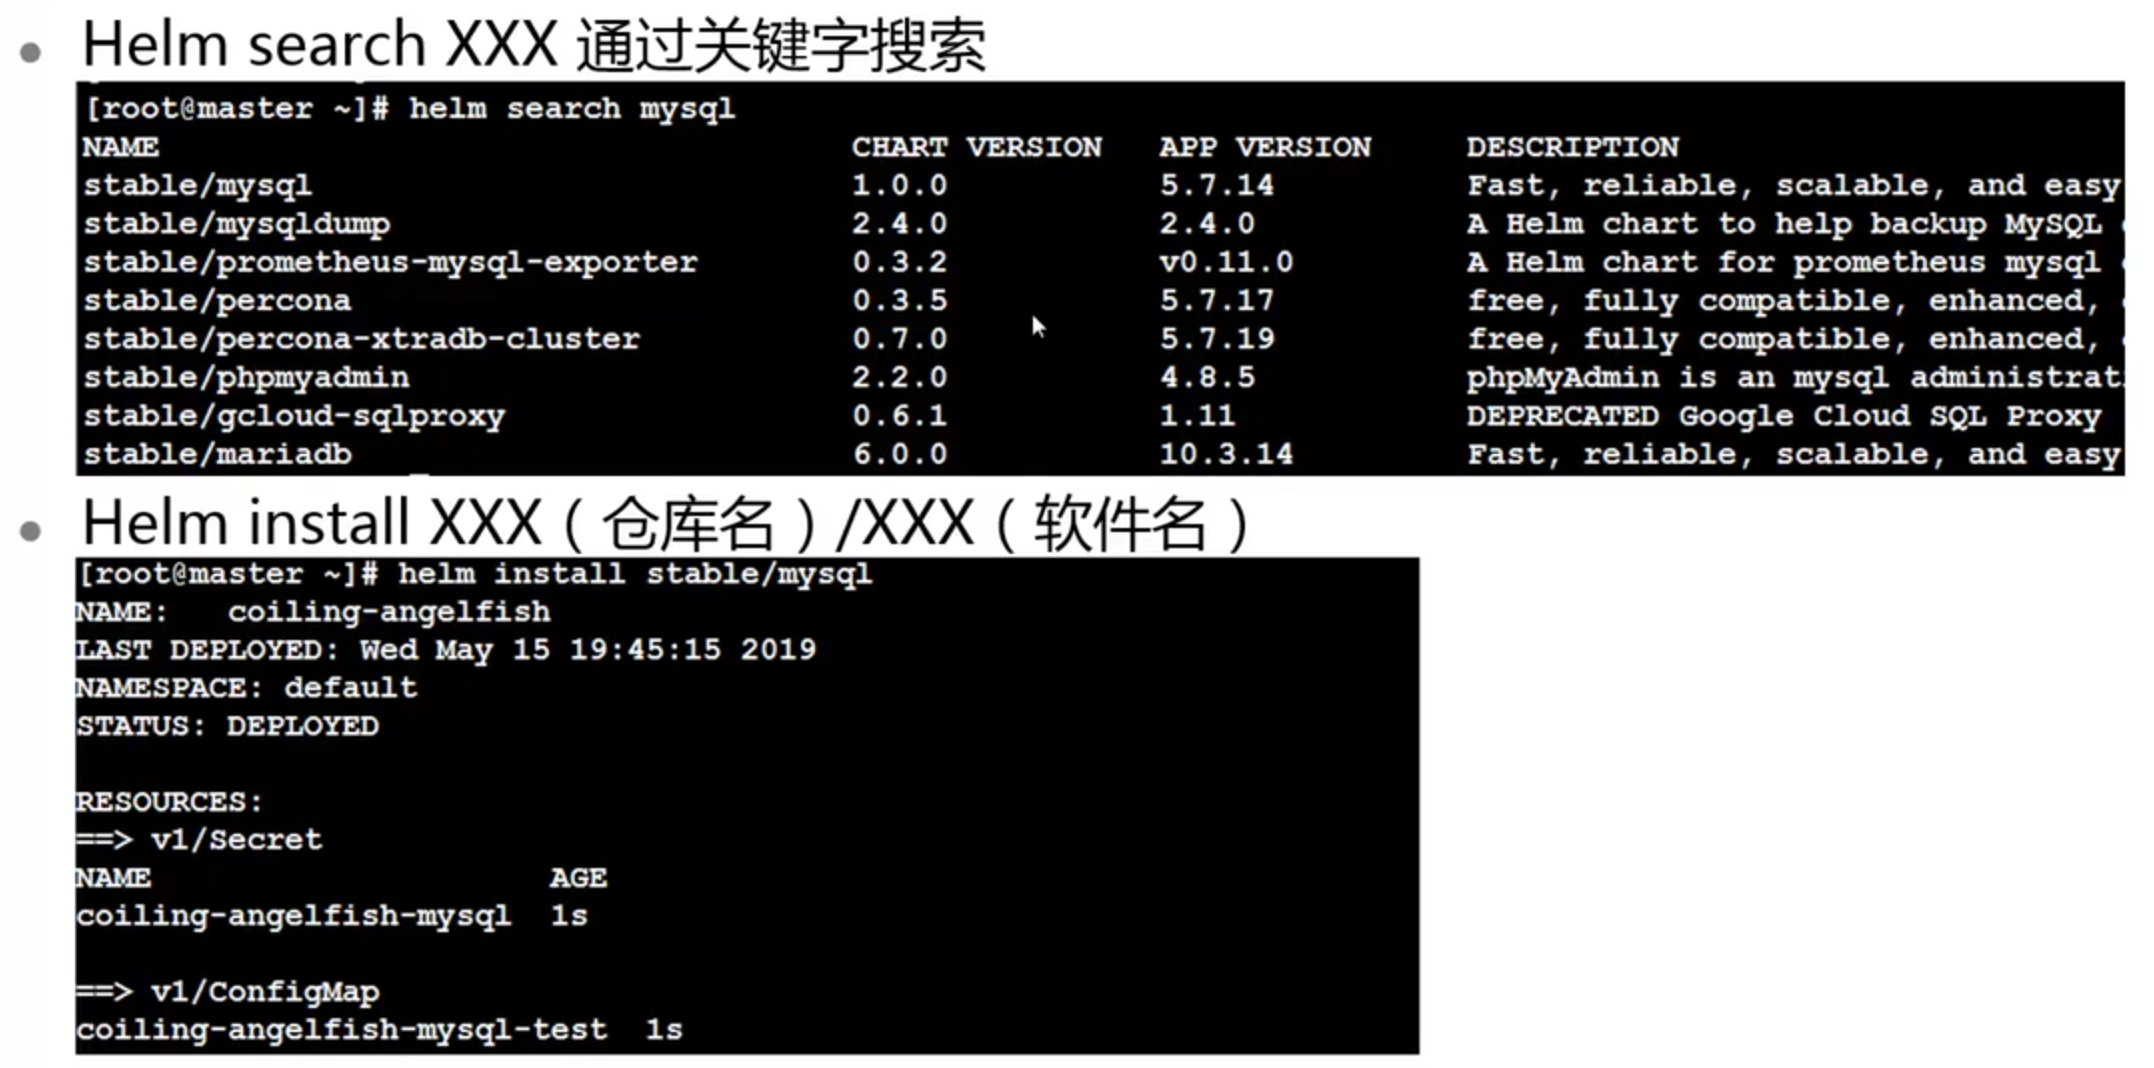 • Helm search XXX 通过关键字搜索
[root@master ~]# helm search mysql
NAME CHART VERSION APP VERSION DESCRIPTION
stable/mysql 1.0.0 5.7.14 Fast, reliable, scalable, and easy
stable/mysqldump 2.4.0 2.4.0 A Helm chart to help backup MySQL
stable/prometheus-mysql-exporter 0.3.2 v0.11.0 A Helm chart for prometheus mysql
stable/percona 0.3.5 5.7.17 free, fully compatible, enhanced,
stable/percona-xtradb-cluster 0.7.0 5.7.19 free, fully compatible, enhanced,
stable/phpmyadmin 2.2.0 4.8.5 phpMyAdmin is an mysql administrat
stable/gcloud-sqlproxy 0.6.1 1.11 DEPRECATED Google Cloud SQL Proxy
stable/mariadb 6.0.0 10.3.14 Fast, reliable, scalable, and easy
• Helm install XXX（仓库名）/XXX（软件名）
[root@master ~]# helm install stable/mysql
NAME: coiling-angelfish
LAST DEPLOYED: Wed May 15 19:45:15 2019
NAMESPACE: default
STATUS: DEPLOYED
RESOURCES:
==> v1/Secret
NAME AGE
coiling-angelfish-mysql 1s
==> v1/ConfigMap
coiling-angelfish-mysql-test 1s